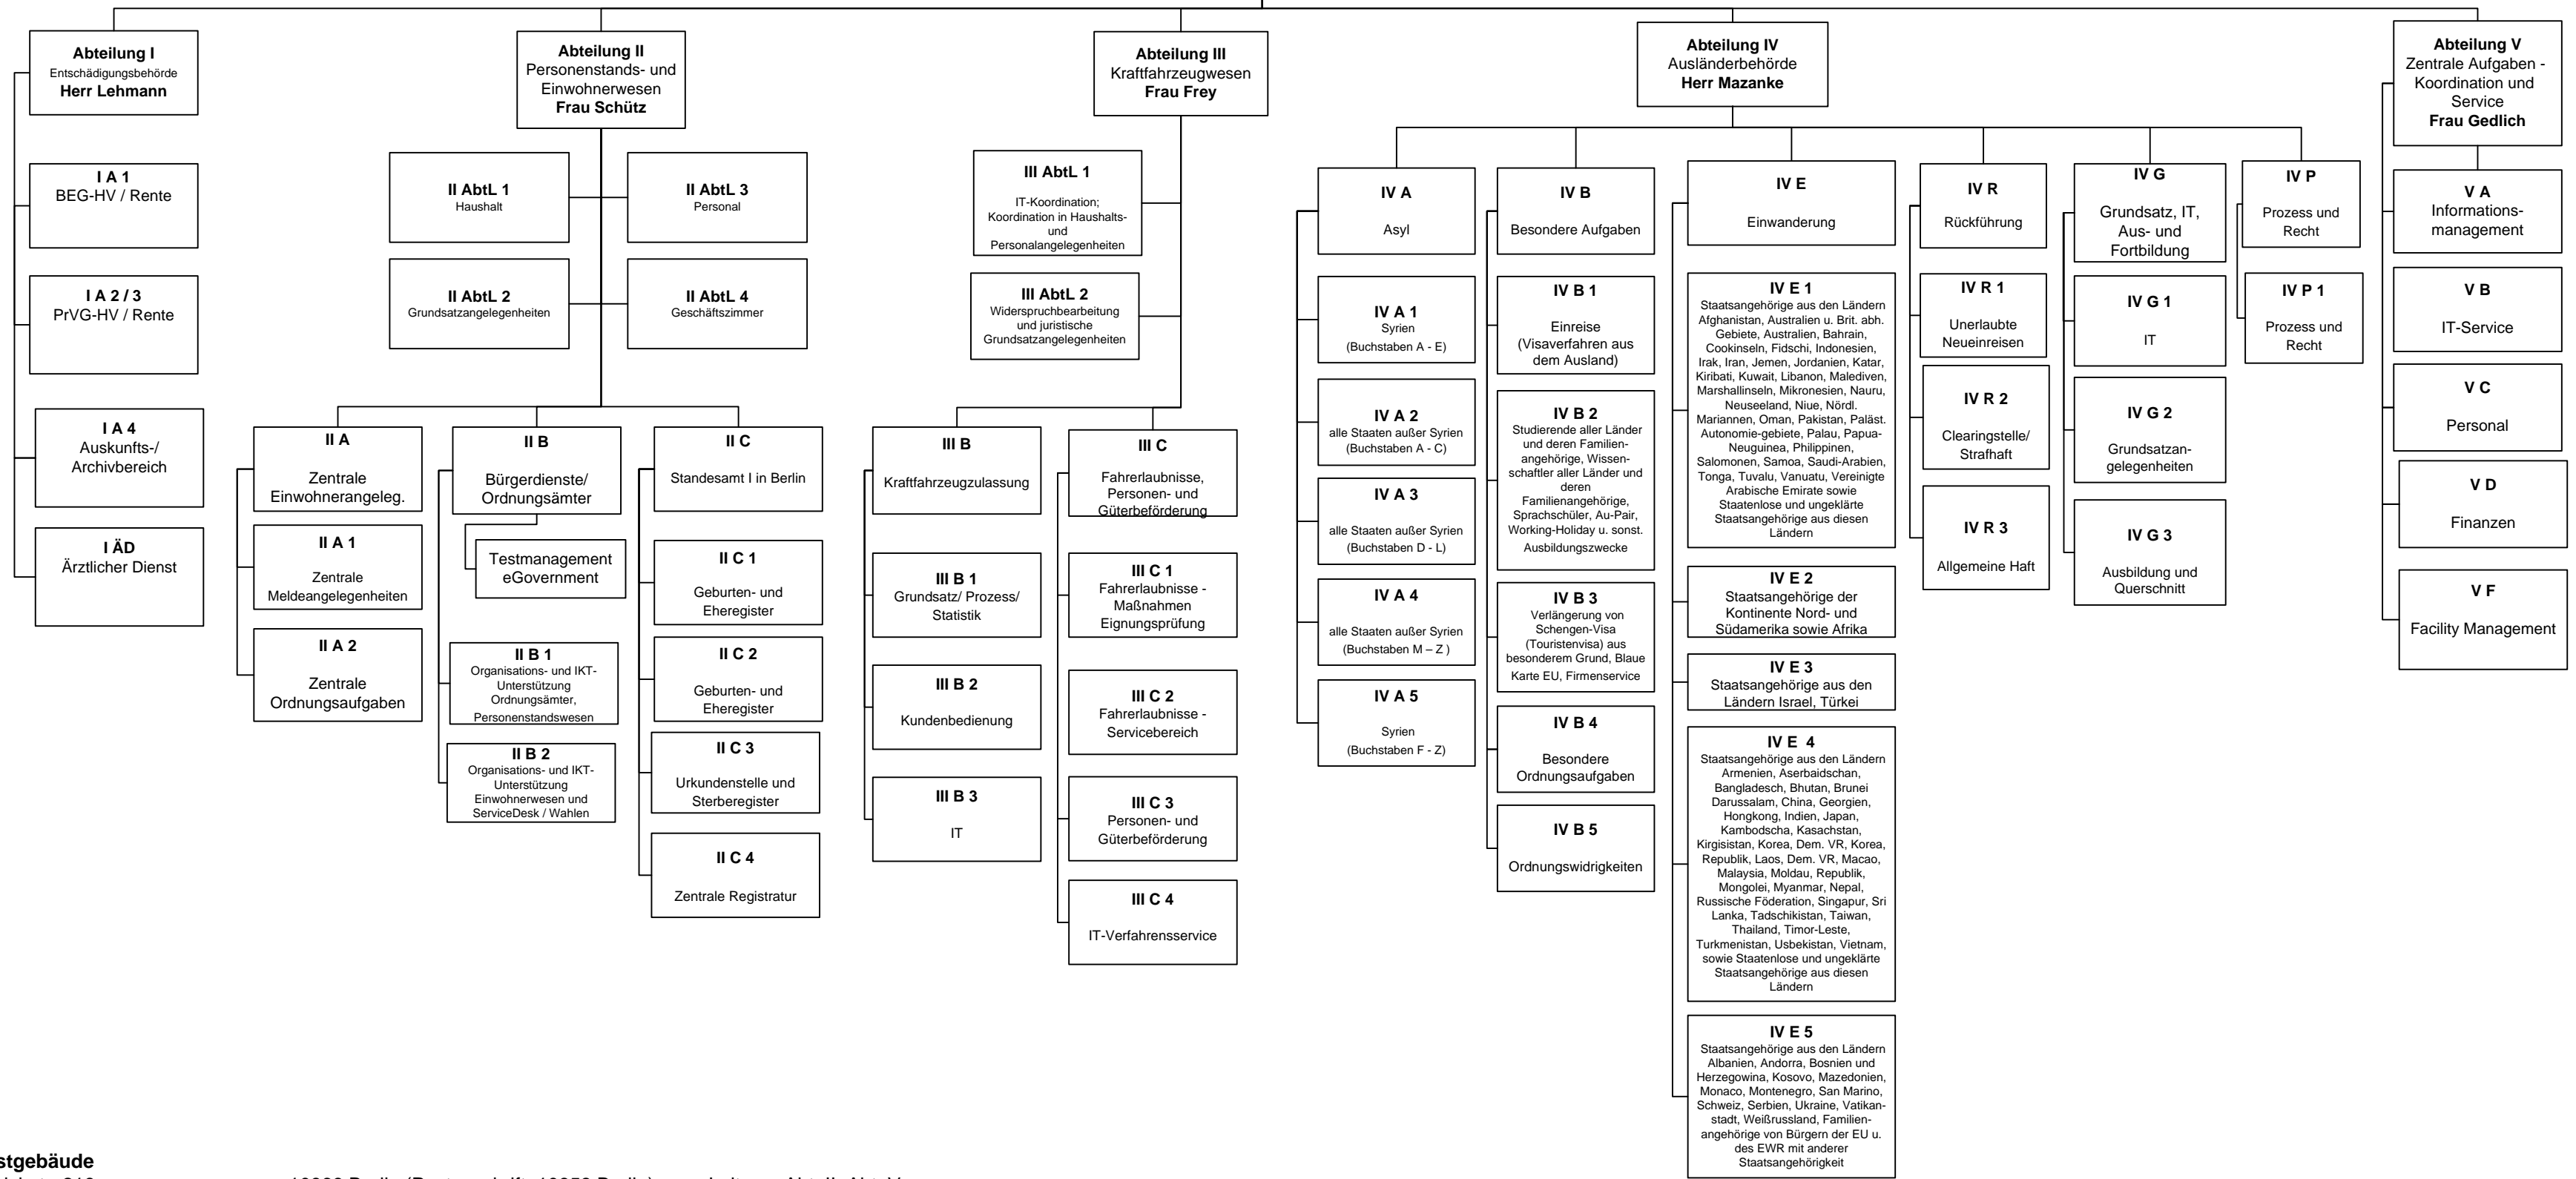 Abteilung I
Entschädigungsbehörde
Herr Lehmann
I A 1
BEG-HV / Rente
I A 2 / 3
PrVG-HV / Rente
I A 4
Auskunfts-/
Archivbereich
I ÄD
Ärztlicher Dienst
Abteilung II
Personenstands- und
Einwohnerwesen
Frau Schütz
II AbtL 1
Haushalt
II AbtL 3
Personal
II AbtL 2
Grundsatzangelegenheiten
II AbtL 4
Geschäftszimmer
II A
Zentrale
Einwohnerangeleg.
II A 1
Zentrale
Meldeangelegenheiten
II A 2
Zentrale
Ordnungsaufgaben
II B
Bürgerdienste/
Ordnungsämter
Testmanagement
eGovernment
II B 1
Organisations- und IKT-
Unterstützung
Ordnungsämter,
Personenstandswesen
II B 2
Organisations- und IKT-
Unterstützung
Einwohnerwesen und
ServiceDesk / Wahlen
II C
Standesamt I in Berlin
II C 1
Geburten- und
Eheregister
II C 2
Geburten- und
Eheregister
II C 3
Urkundenstelle und
Sterberegister
II C 4
Zentrale Registratur
Abteilung III
Kraftfahrzeugwesen
Frau Frey
III AbtL 1
IT-Koordination;
Koordination in Haushalts-
und
Personalangelegenheiten
III AbtL 2
Widerspruchbearbeitung
und juristische
Grundsatzangelegenheiten
III B
Kraftfahrzeugzulassung
III B 1
Grundsatz/ Prozess/
Statistik
III B 2
Kundenbedienung
III B 3
IT
III C
Fahrerlaubnisse,
Personen- und
Güterbeförderung
III C 1
Fahrerlaubnisse -
Maßnahmen
Eignungsprüfung
III C 2
Fahrerlaubnisse -
Servicebereich
III C 3
Personen- und
Güterbeförderung
III C 4
IT-Verfahrensservice
Abteilung IV
Ausländerbehörde
Herr Mazanke
IV A
Asyl
IV A 1
Syrien
(Buchstaben A - E)
IV A 2
alle Staaten außer Syrien
(Buchstaben A - C)
IV A 3
alle Staaten außer Syrien
(Buchstaben D - L)
IV A 4
alle Staaten außer Syrien
(Buchstaben M – Z )
IV A 5
Syrien
(Buchstaben F - Z)
IV B
Besondere Aufgaben
IV B 1
Einreise
(Visaverfahren aus
dem Ausland)
IV B 2
Studierende aller Länder
und deren Familien-
angehörige, Wissen-
schaftler aller Länder und
deren
Familienangehörige,
Sprachschüler, Au-Pair,
Working-Holiday u. sonst.
Ausbildungszwecke
IV B 3
Verlängerung von
Schengen-Visa
(Touristenvisa) aus
besonderem Grund, Blaue
Karte EU, Firmenservice
IV B 4
Besondere
Ordnungsaufgaben
IV B 5
Ordnungswidrigkeiten
IV E
Einwanderung
IV E 1
Staatsangehörige aus den Ländern
Afghanistan, Australien u. Brit. abh.
Gebiete, Australien, Bahrain,
Cookinseln, Fidschi, Indonesien,
Irak, Iran, Jemen, Jordanien, Katar,
Kiribati, Kuwait, Libanon, Malediven,
Marshallinseln, Mikronesien, Nauru,
Neuseeland, Niue, Nördl.
Mariannen, Oman, Pakistan, Paläst.
Autonomie-gebiete, Palau, Papua-
Neuguinea, Philippinen,
Salomonen, Samoa, Saudi-Arabien,
Tonga, Tuvalu, Vanuatu, Vereinigte
Arabische Emirate sowie
Staatenlose und ungeklärte
Staatsangehörige aus diesen
Ländern
IV E 2
Staatsangehörige der
Kontinente Nord- und
Südamerika sowie Afrika
IV E 3
Staatsangehörige aus den
Ländern Israel, Türkei
IV E 4
Staatsangehörige aus den Ländern
Armenien, Aserbaidschan,
Bangladesch, Bhutan, Brunei
Darussalam, China, Georgien,
Hongkong, Indien, Japan,
Kambodscha, Kasachstan,
Kirgisistan, Korea, Dem. VR, Korea,
Republik, Laos, Dem. VR, Macao,
Malaysia, Moldau, Republik,
Mongolei, Myanmar, Nepal,
Russische Föderation, Singapur, Sri
Lanka, Tadschikistan, Taiwan,
Thailand, Timor-Leste,
Turkmenistan, Usbekistan, Vietnam,
sowie Staatenlose und ungeklärte
Staatsangehörige aus diesen
Ländern
IV E 5
Staatsangehörige aus den Ländern
Albanien, Andorra, Bosnien und
Herzegowina, Kosovo, Mazedonien,
Monaco, Montenegro, San Marino,
Schweiz, Serbien, Ukraine, Vatikan-
stadt, Weißrussland, Familien-
angehörige von Bürgern der EU u.
des EWR mit anderer
Staatsangehörigkeit
IV R
Rückführung
IV R 1
Unerlaubte
Neueinreisen
IV R 2
Clearingstelle/
Strafhaft
IV R 3
Allgemeine Haft
IV G
Grundsatz, IT,
Aus- und
Fortbildung
IV G 1
IT
IV G 2
Grundsatzan-
gelegenheiten
IV G 3
Ausbildung und
Querschnitt
IV P
Prozess und
Recht
IV P 1
Prozess und
Recht
Abteilung V
Zentrale Aufgaben -
Koordination und
Service
Frau Gedlich
V A
Informations-
management
V B
IT-Service
V C
Personal
V D
Finanzen
V F
Facility Management
stgebäude